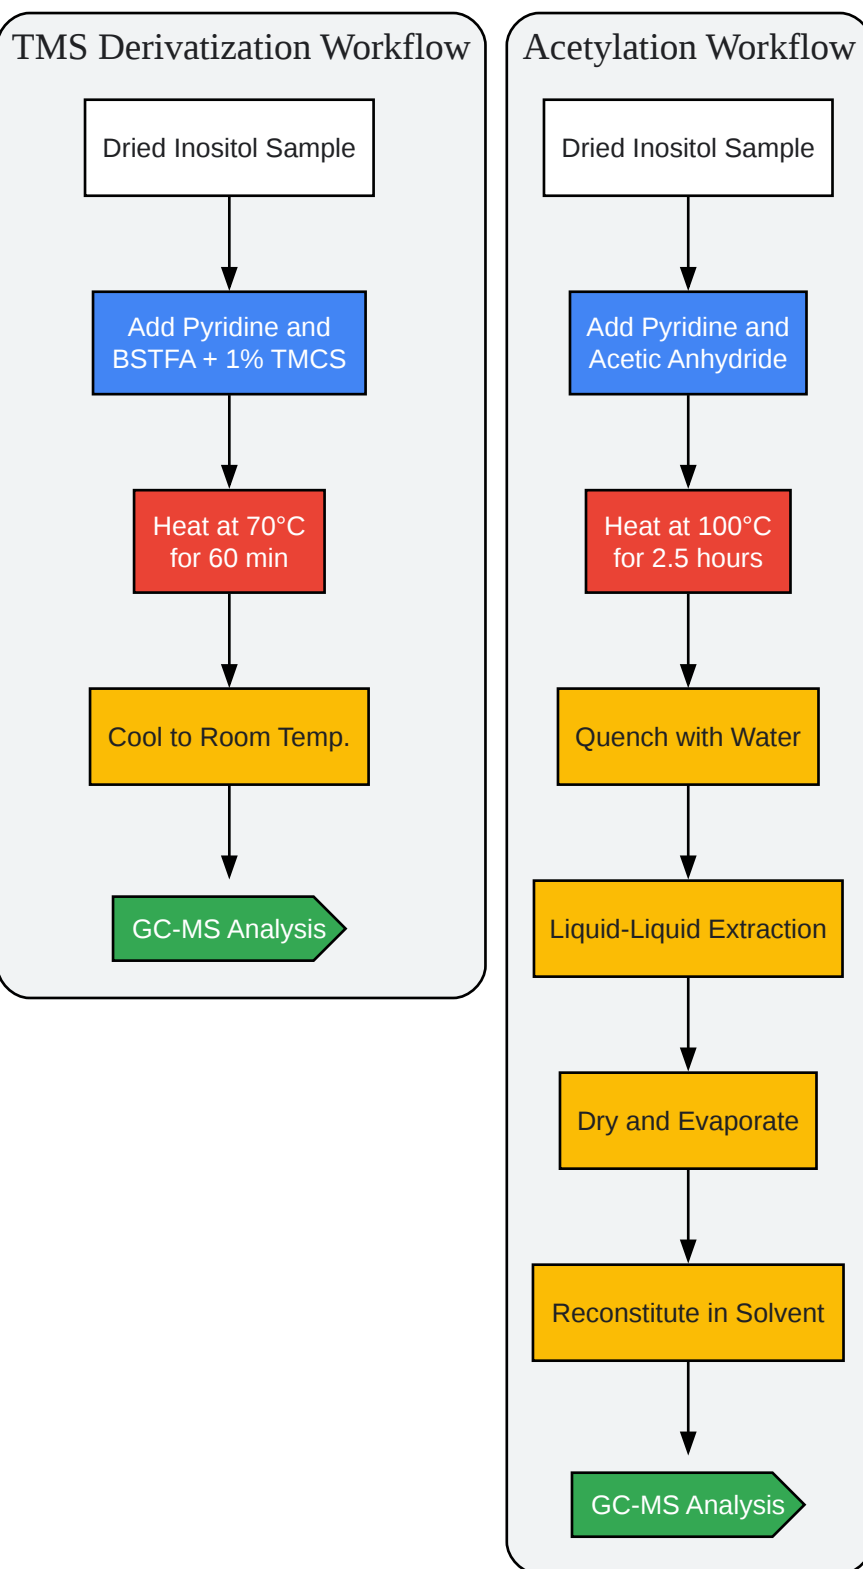 TMS Derivatization Workflow
Dried Inositol Sample
Add Pyridine and
BSTFA + 1% TMCS
Heat at 70°C
for 60 min
Cool to Room Temp.
GC-MS Analysis
Acetylation Workflow
Dried Inositol Sample
Add Pyridine and
Acetic Anhydride
Heat at 100°C
for 2.5 hours
Quench with Water
Liquid-Liquid Extraction
Dry and Evaporate
Reconstitute in Solvent
GC-MS Analysis